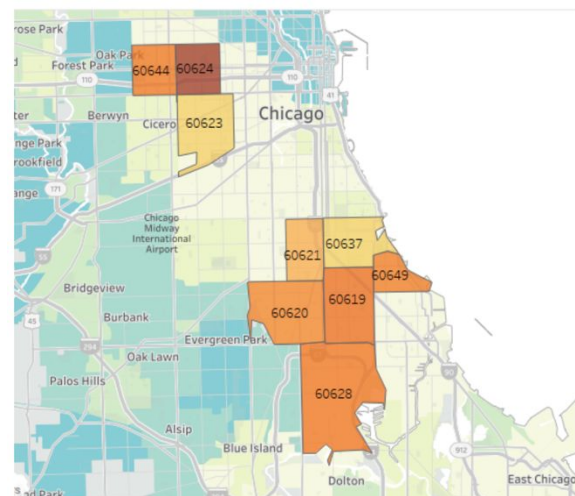 rose Park
Oak Park
Forest Park
60644
60624
110
110
41
ter
Berwyn
Cicero
60623
Chicago
nge Park
rookfield
171
ange
Chicago
Midway
International
Airport
60621
60637
55
60649
Bridgeview
45
Burbank
60620
60619
294
Evergreen Park
Oak Lawn
Palos Hills
60628
90
Alsip
Blue Island
912
Dolton
East Chicago
nd Park